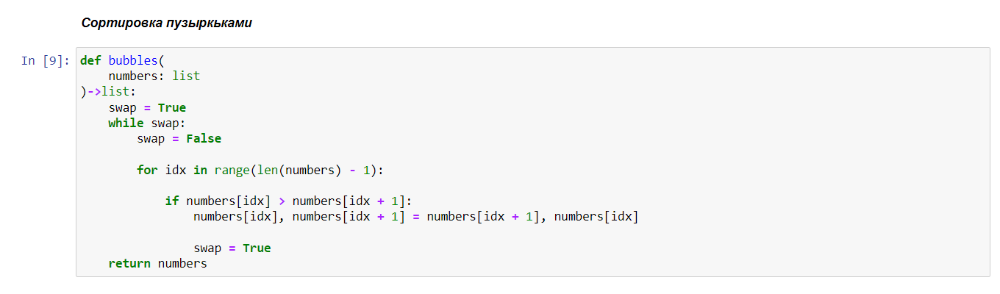 Сортировка пузыркьками
In [9]:
def bubbles(
    numbers: list
)->list:
    swap = True
    while swap:
        swap = False
        for idx in range(len(numbers) - 1):
            if numbers[idx] > numbers[idx + 1]:
                numbers[idx], numbers[idx + 1] = numbers[idx + 1], numbers[idx]
                swap = True
    return numbers